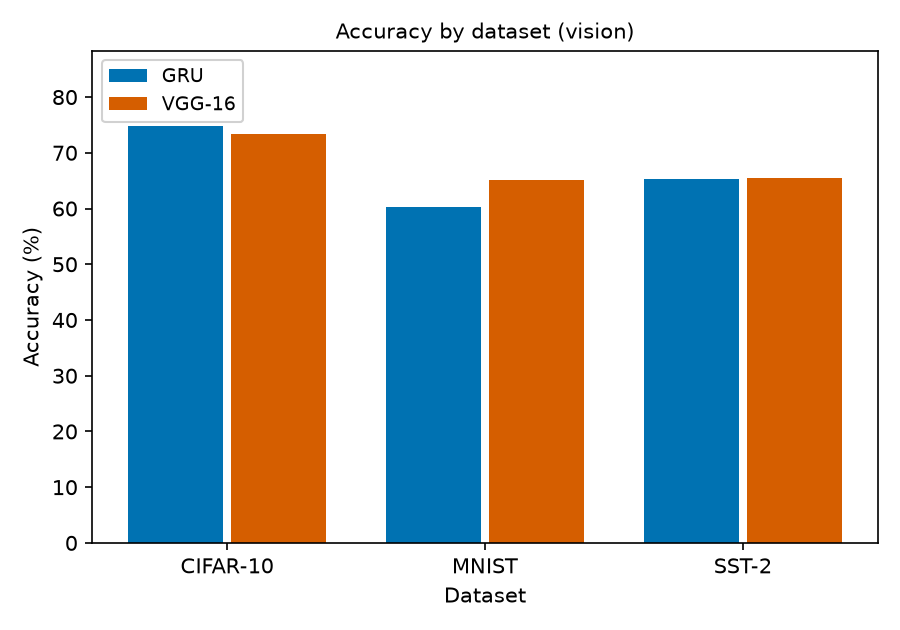 Accuracy by dataset (vision)
GRU
VGG-16
Accuracy (%)
80
70
60
50
40
30
20
10
0
CIFAR-10
MNIST
SST-2
Dataset